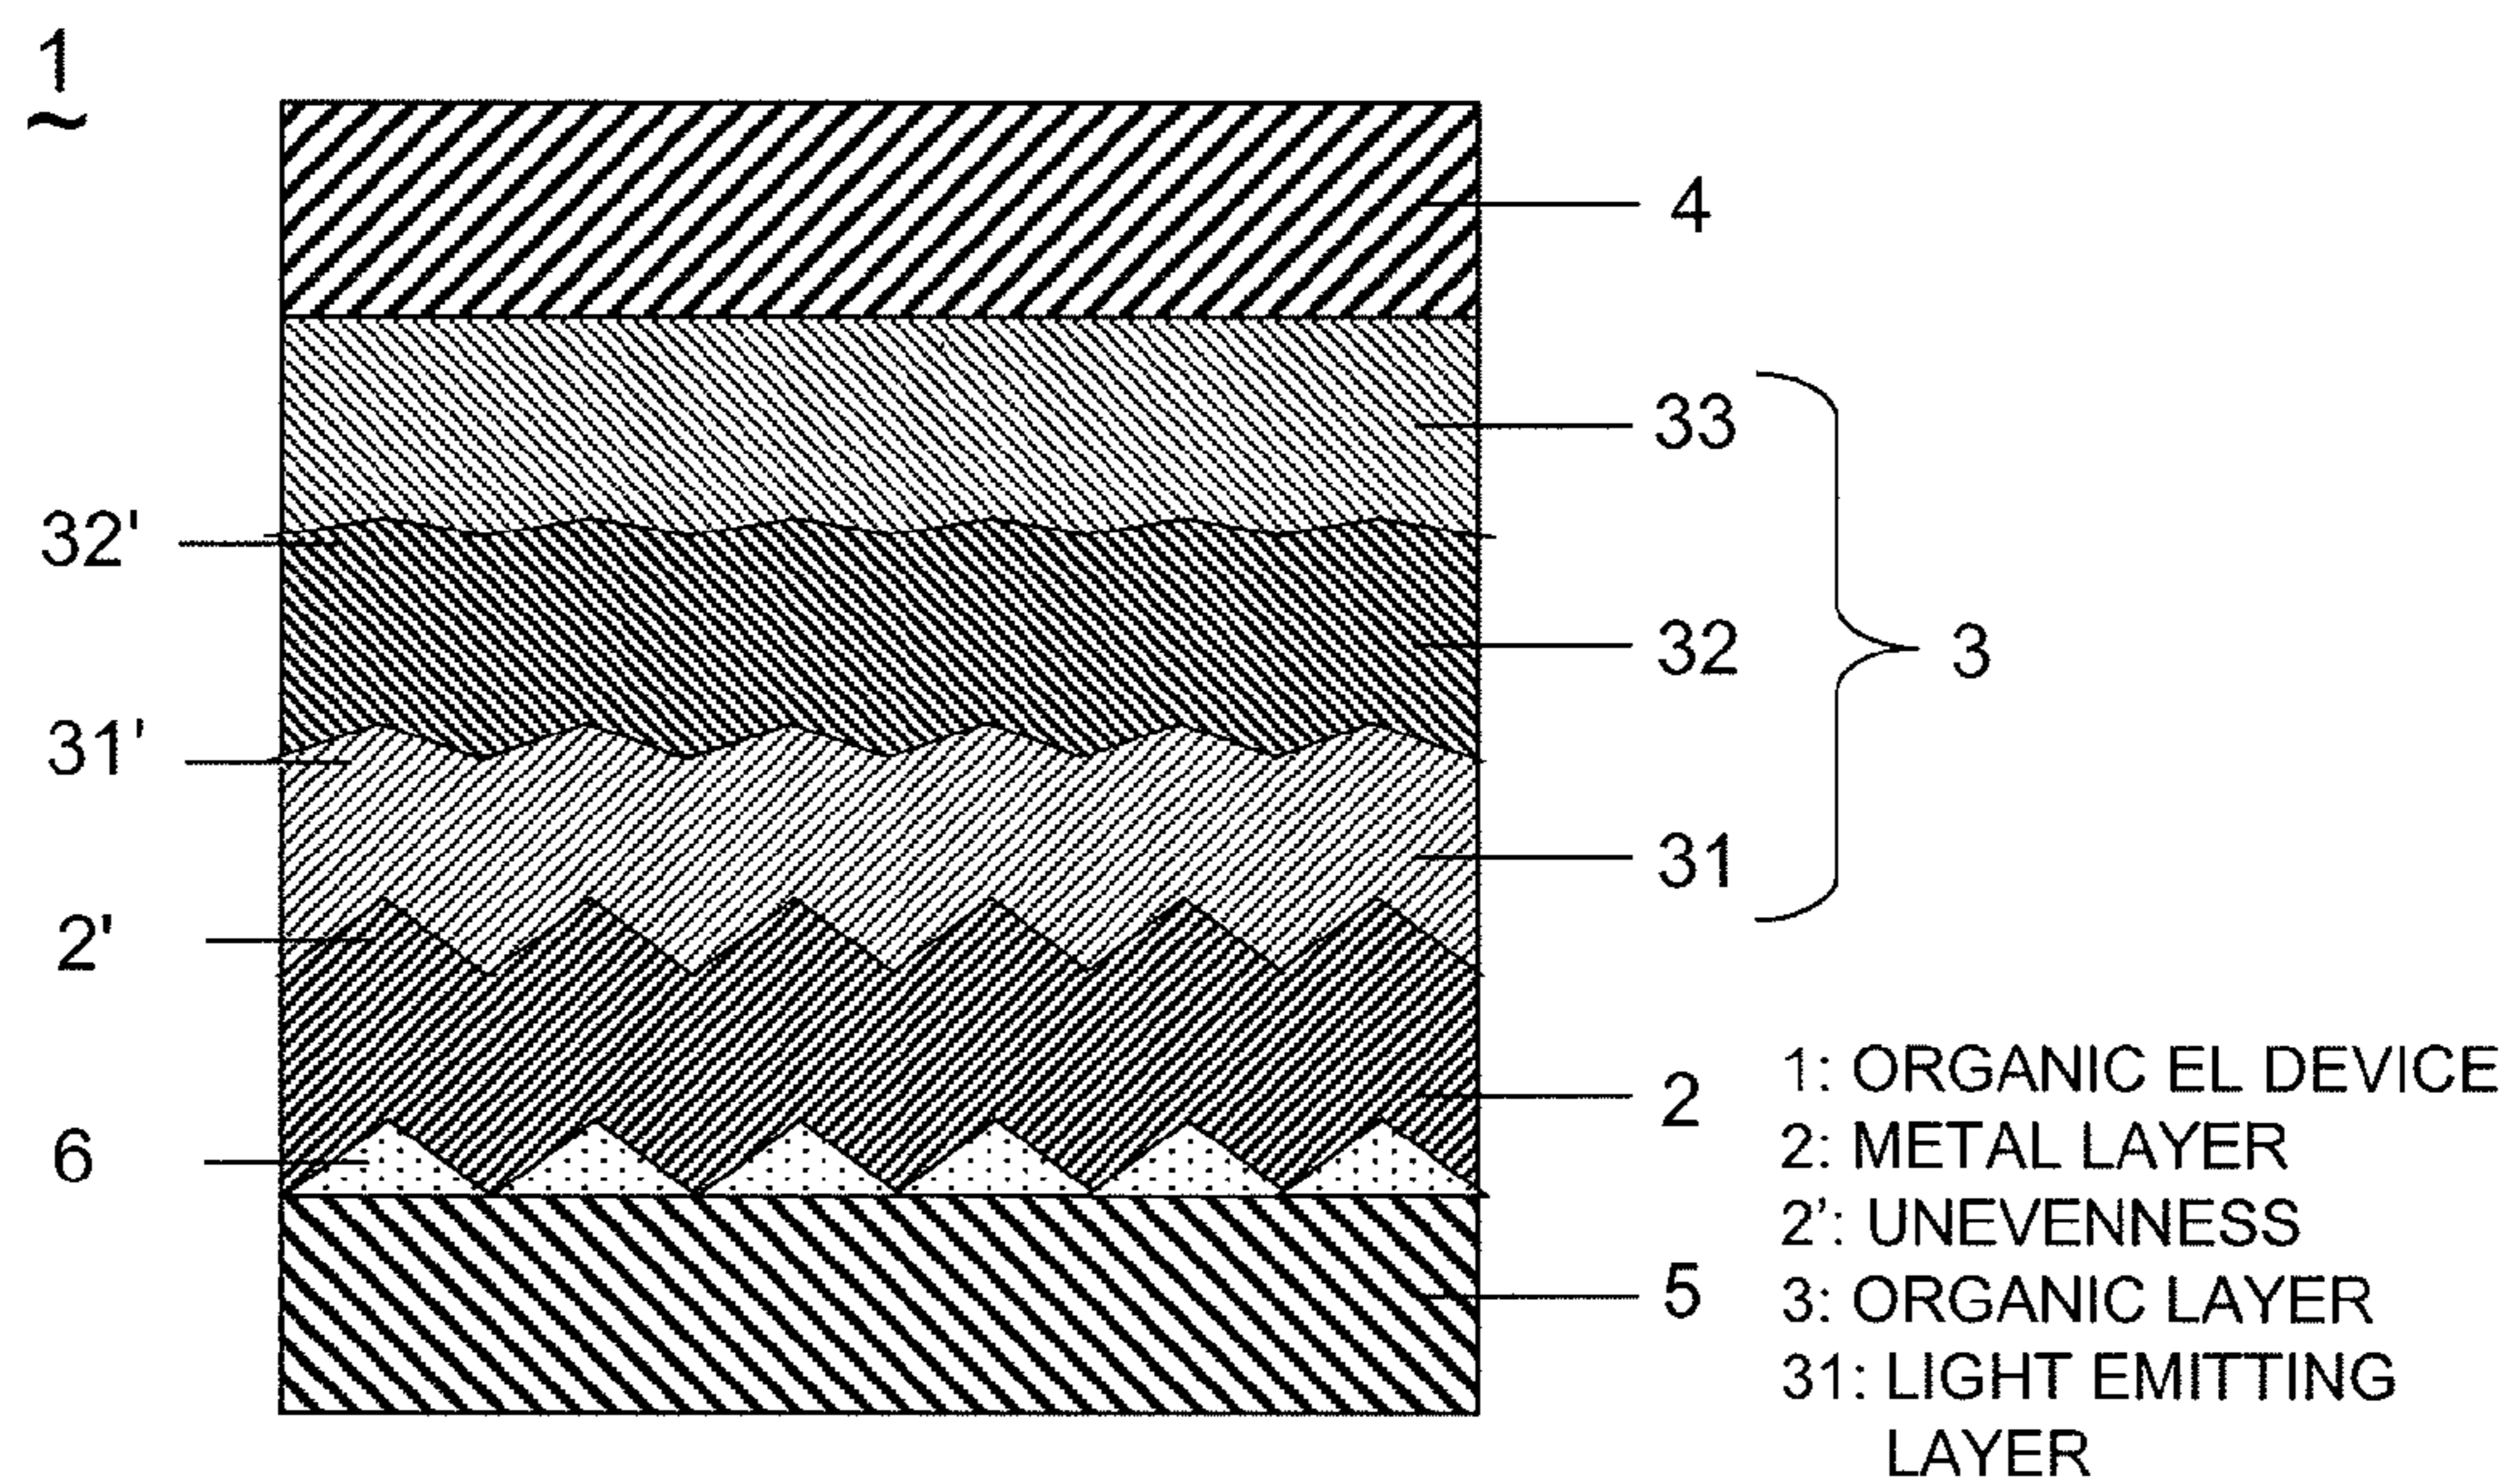 1
4
33
32'
32
3
31'
31
2'
2
6
5
1: ORGANIC EL DEVICE
2: METAL LAYER
2': UNEVENNESS
3: ORGANIC LAYER
31: LIGHT EMITTING
LAYER